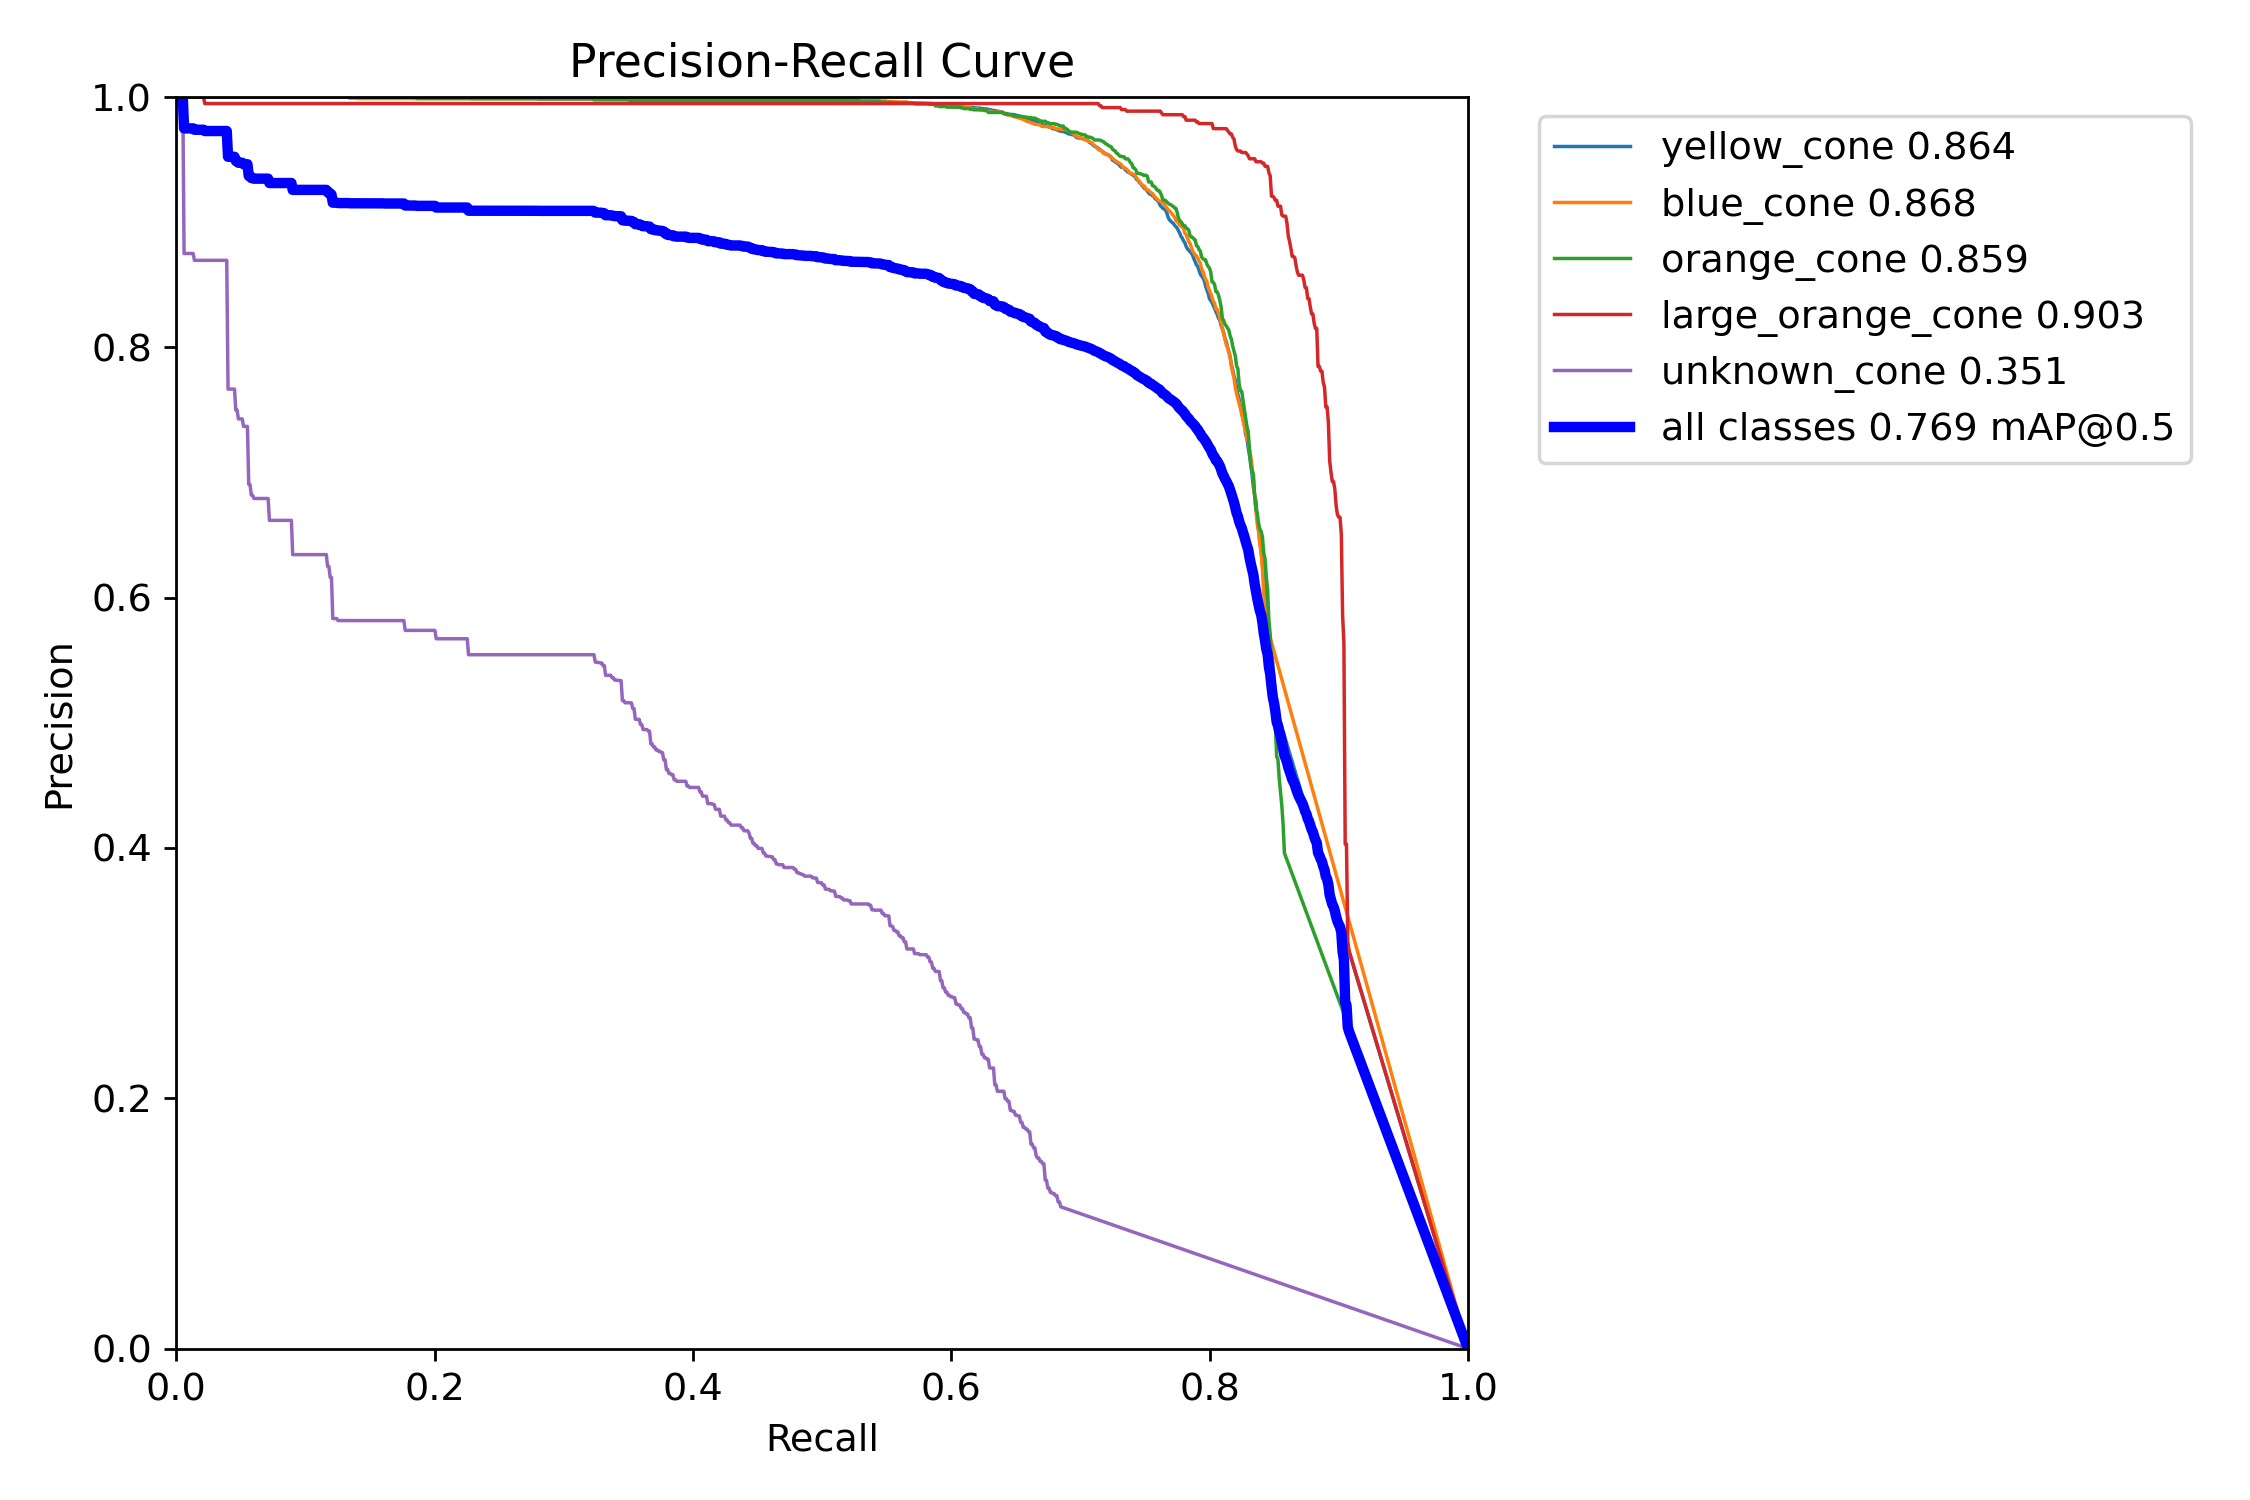 Precision-Recall Curve
1.0
0.8
0.6
0.4
0.2
0.0
Precision
0.0 0.2 0.4 0.6 0.8 1.0
Recall
yellow_cone 0.864
blue_cone 0.868
orange_cone 0.859
large_orange_cone 0.903
unknown_cone 0.351
all classes 0.769 mAP@0.5